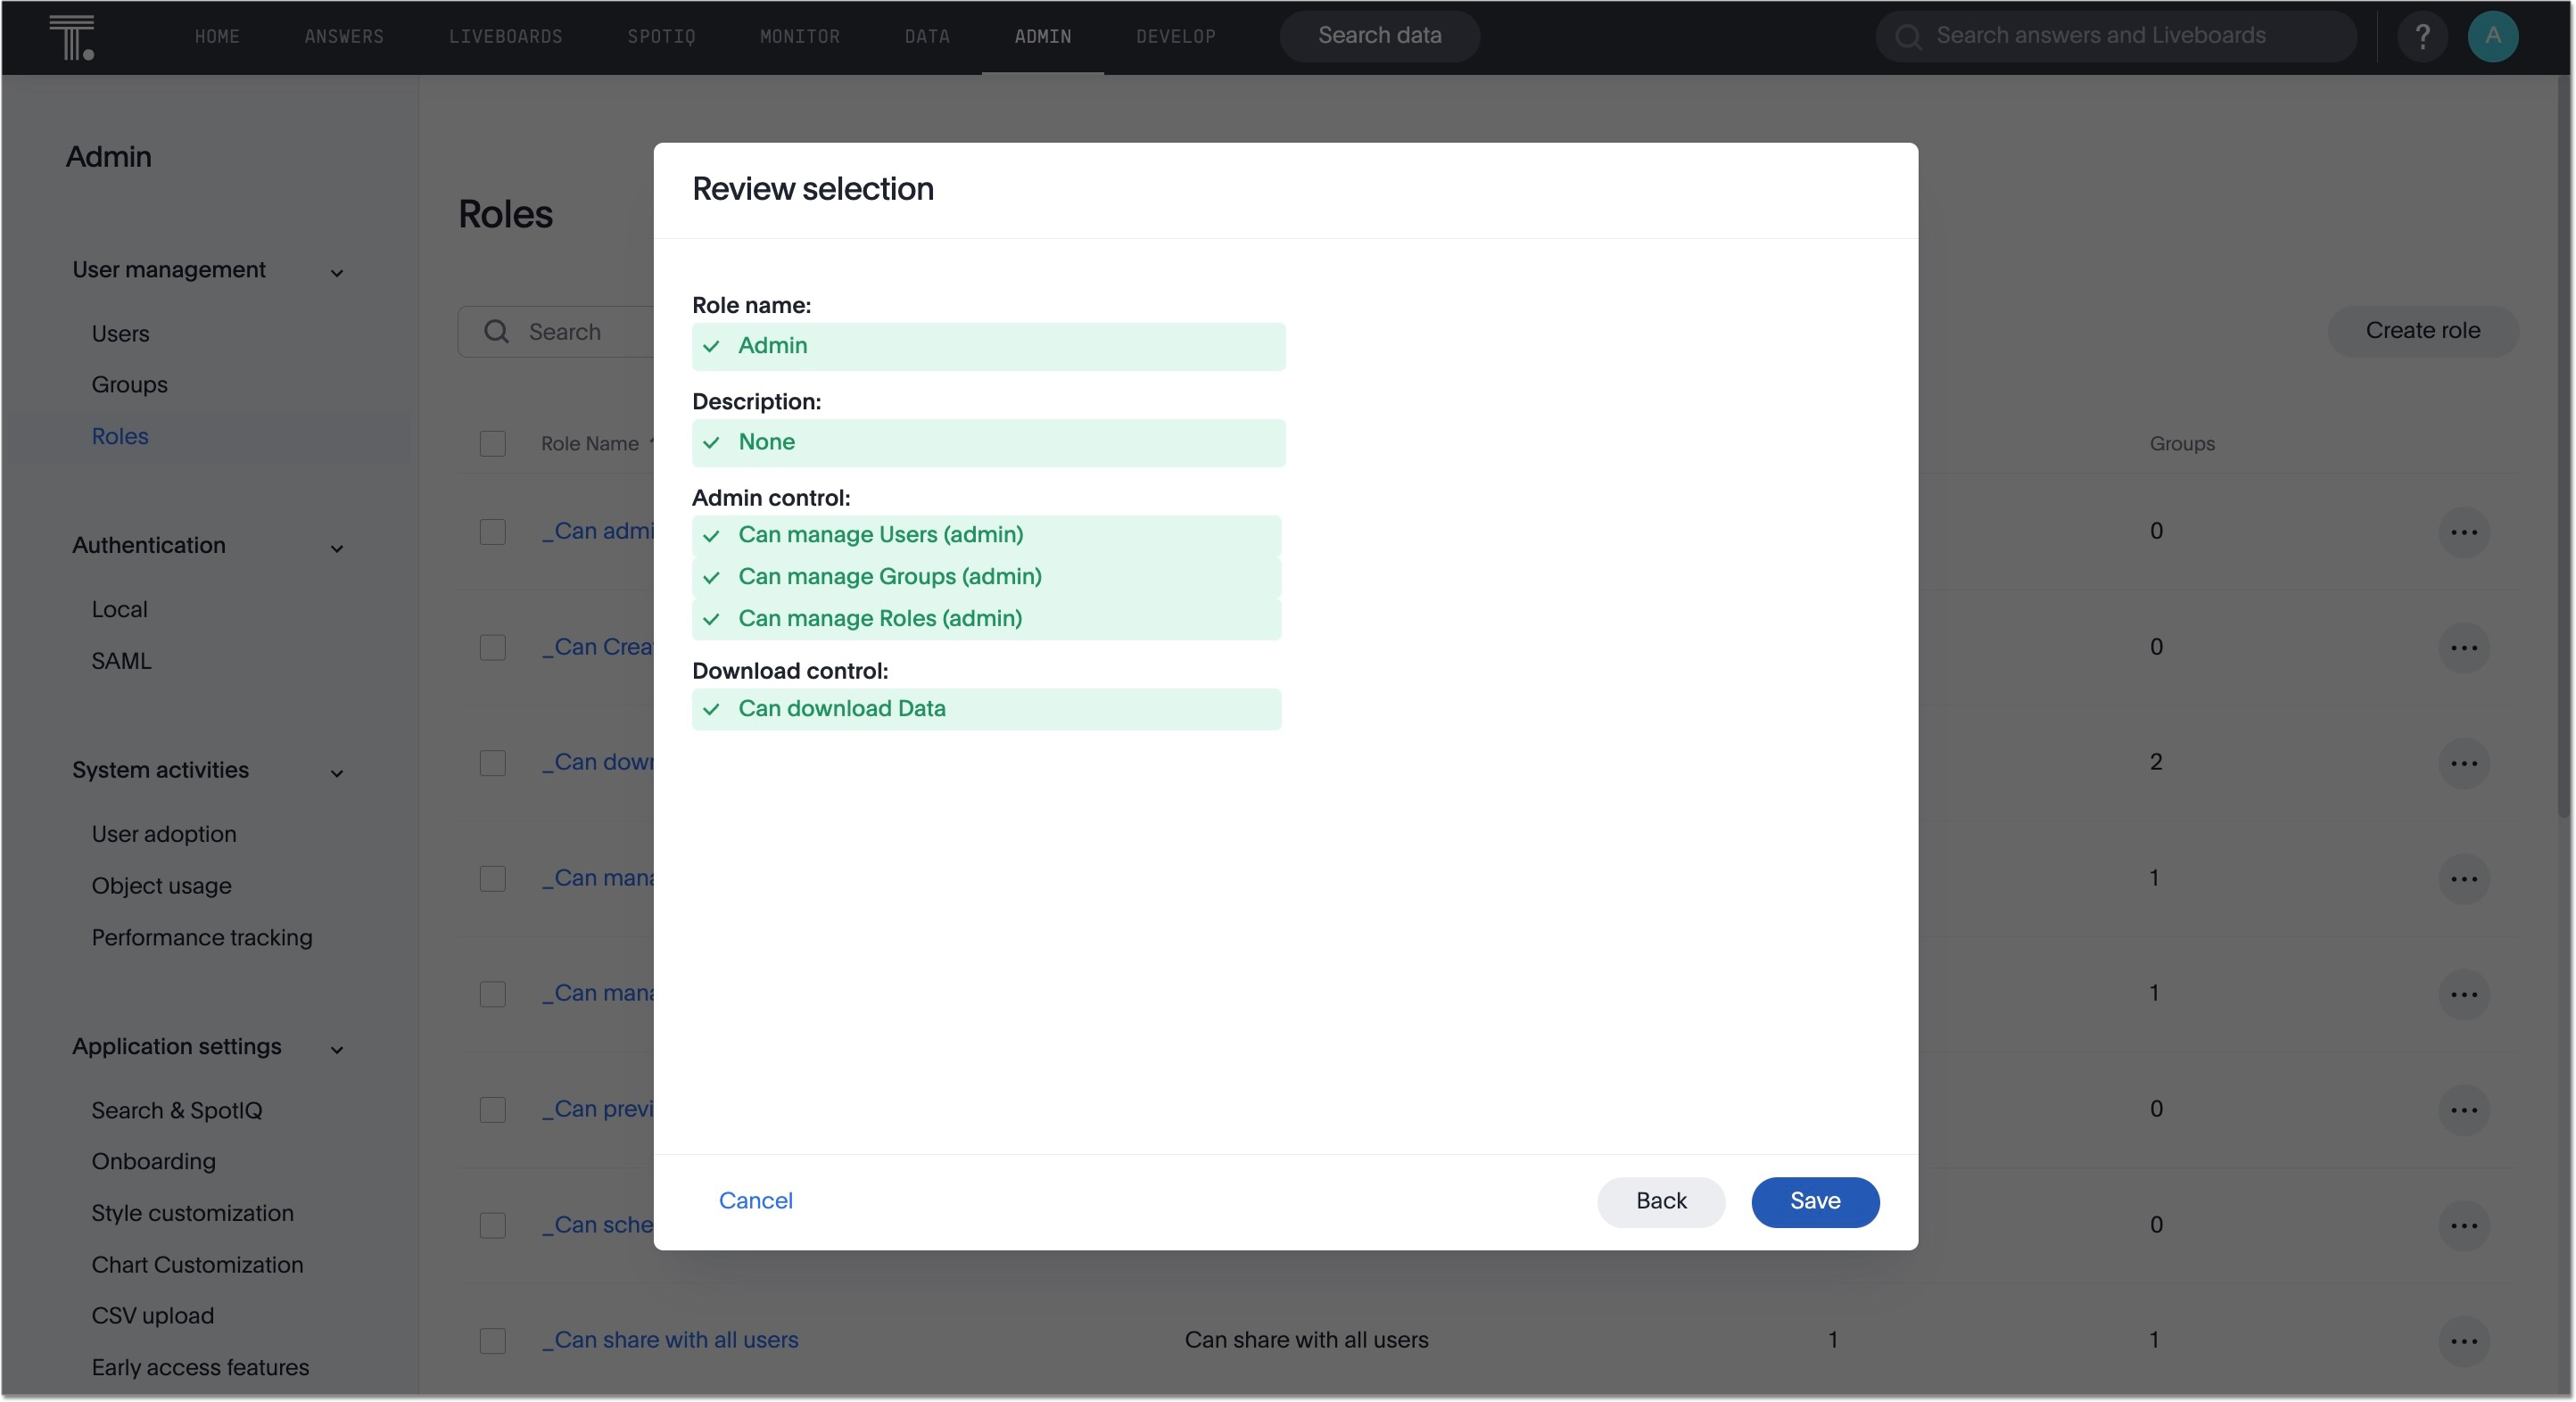 HOME ANSWERS LIVEBOARDS SPOTIQ MONITOR DATA ADMIN DEVELOP Search data Search answers and Liveboards ? A
Admin
User management
Users
Groups
Roles
Authentication
Local
SAML
System activities
User adoption
Object usage
Performance tracking
Application settings
Search & SpotIQ
Onboarding
Style customization
Chart Customization
CSV upload
Early access features
Roles
Search
Create role
Role Name Groups
_Can admi 0
_Can Crea 0
_Can dow 2
_Can mana 1
_Can mana 1
_Can previ 0
_Can sche 0
_Can share with all users Can share with all users 1 1
Review selection
Role name:
Admin
Description:
None
Admin control:
Can manage Users (admin)
Can manage Groups (admin)
Can manage Roles (admin)
Download control:
Can download Data
Cancel Back Save